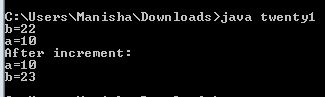 C:\Users\Manisha\Downloads>java twenty1
b=22
a=10
After increment:
a=10
b=23